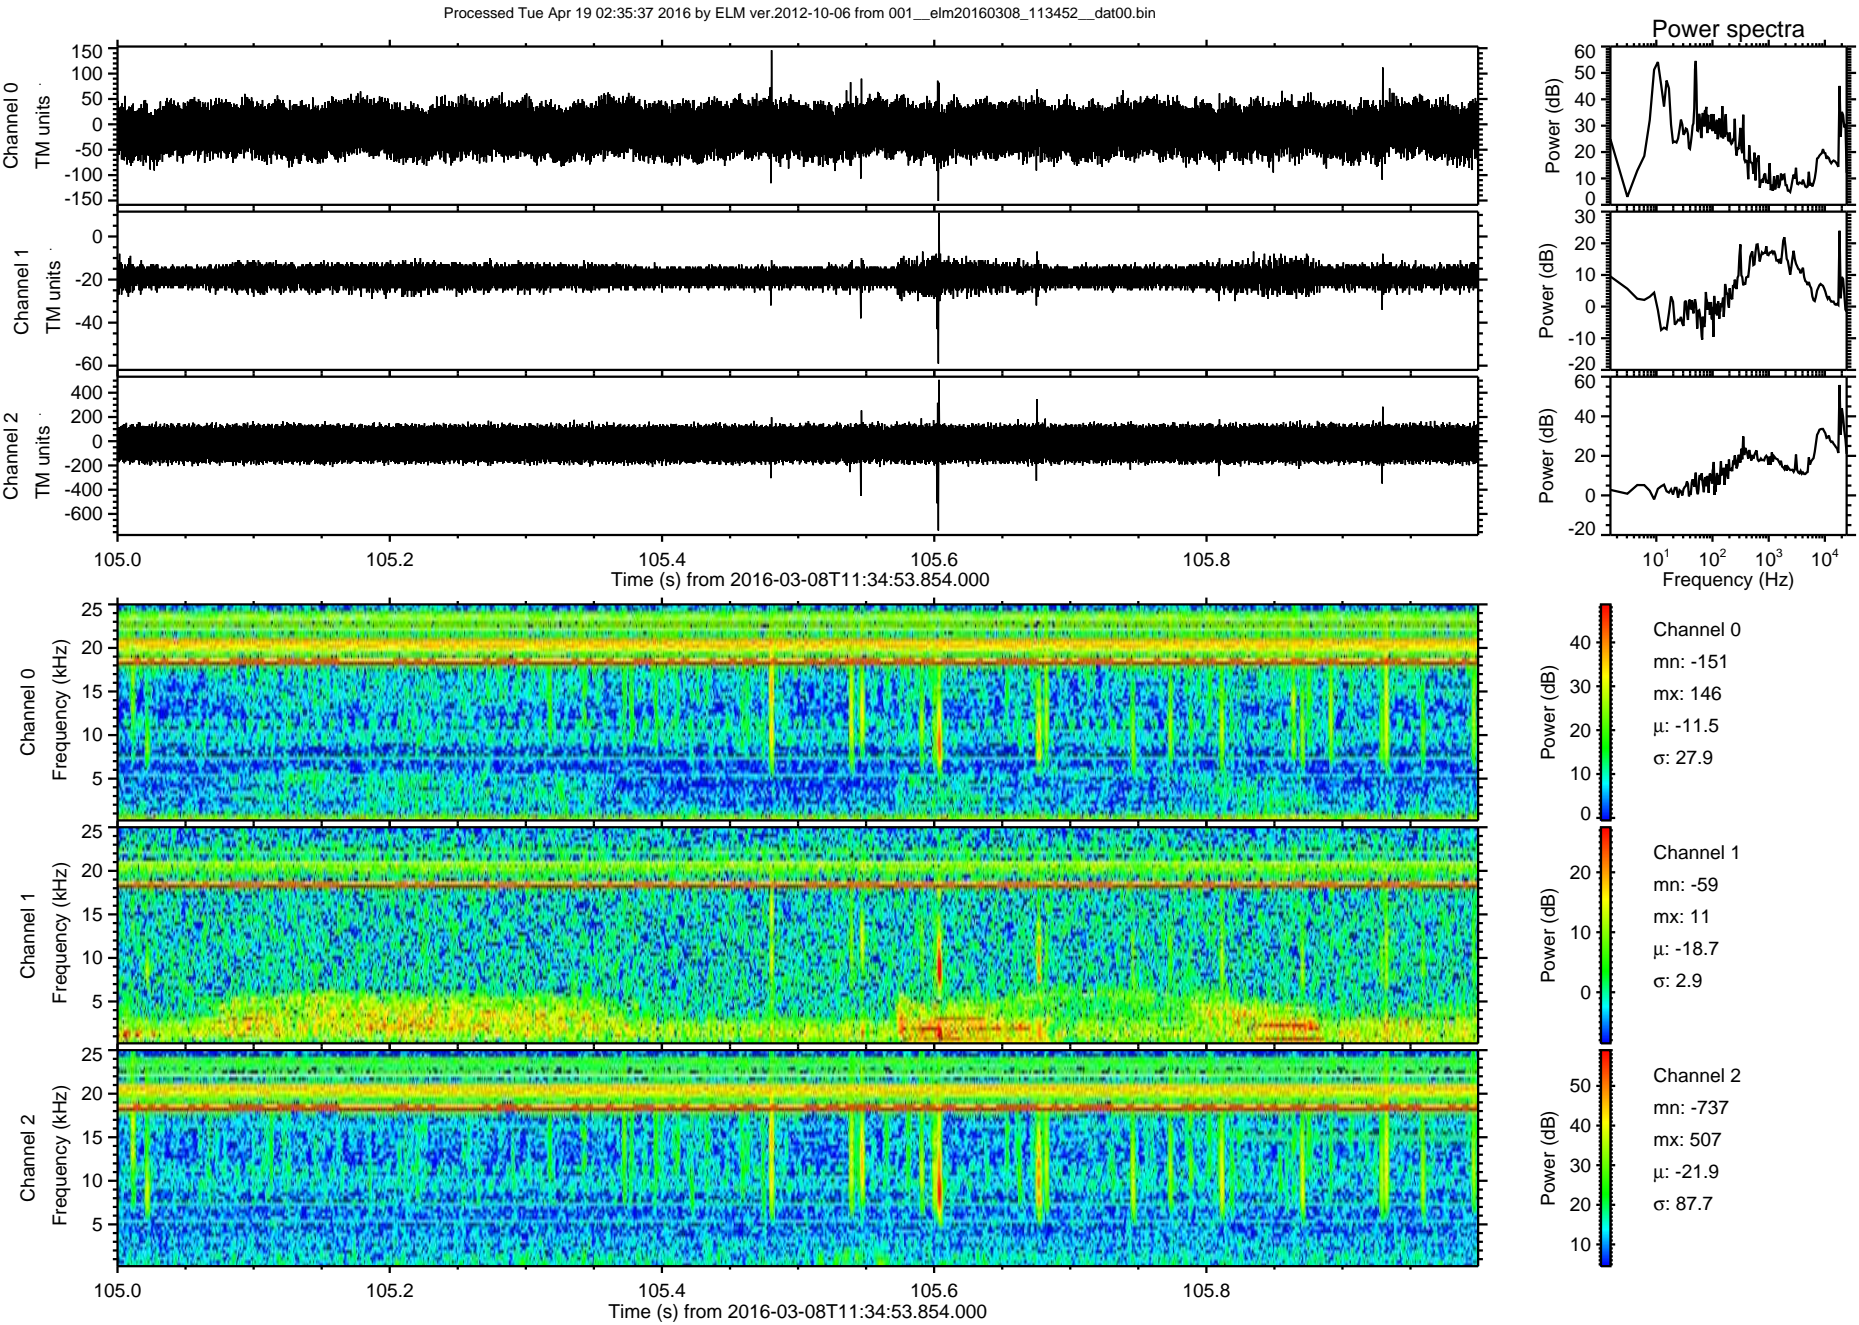 Processed Tue Apr 19 02:35:37 2016 by ELM ver.2012-10-06 from 001__elm20160308_113452__dat00.bin
Power spectra
Channel 0
TM units
150
100
50
0
-50
-100
-150
Power (dB)
60
50
40
30
20
10
0
Channel 1
TM units
0
-20
-40
-60
Power (dB)
30
20
10
0
-10
-20
Channel 2
TM units
400
200
0
-200
-400
-600
Power (dB)
60
40
20
0
-20
105.0 105.2 105.4 105.6 105.8
Time (s) from 2016-03-08T11:34:53.854.000
10^1 10^2 10^3 10^4
Frequency (Hz)
Channel 0
Frequency (kHz)
25
20
15
10
5
Power (dB)
40
30
20
10
0
Channel 0
mn: -151
mx: 146
μ: -11.5
σ: 27.9
Channel 1
Frequency (kHz)
25
20
15
10
5
Power (dB)
20
10
0
Channel 1
mn: -59
mx: 11
μ: -18.7
σ: 2.9
Channel 2
Frequency (kHz)
25
20
15
10
5
Power (dB)
50
40
30
20
10
Channel 2
mn: -737
mx: 507
μ: -21.9
σ: 87.7
105.0 105.2 105.4 105.6 105.8
Time (s) from 2016-03-08T11:34:53.854.000